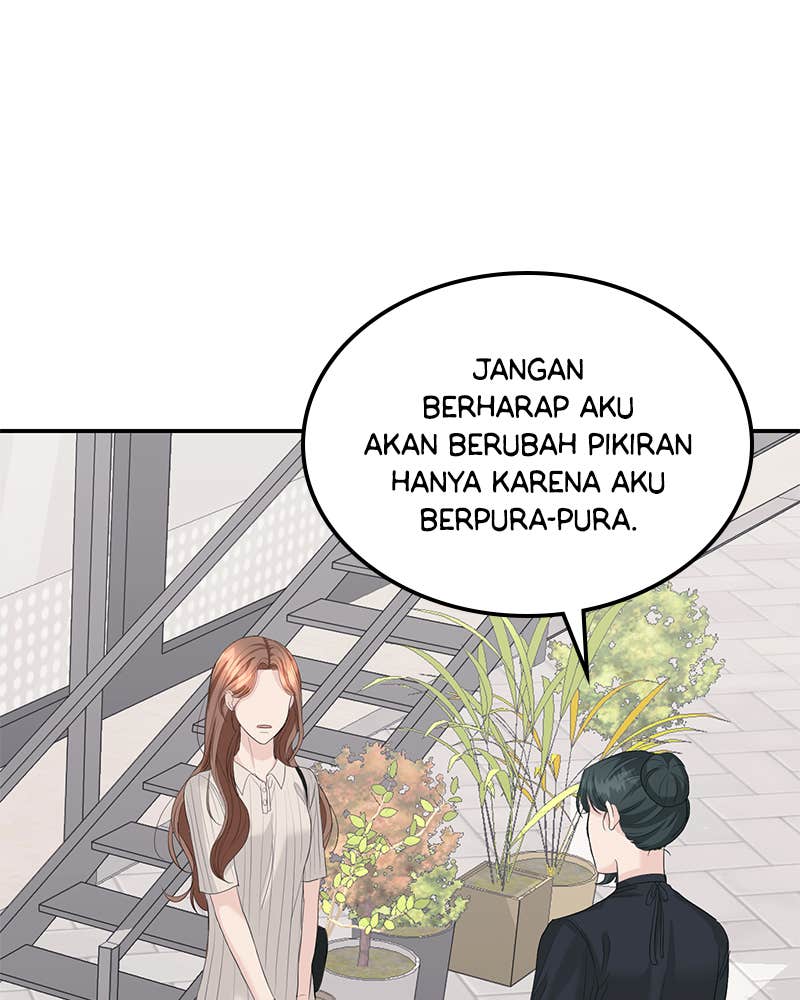 JANGAN
BERHARAP AKU
AKAN BERUBAH PIKIRAN
HANYA KARENA AKU
BERPURA-PURA.